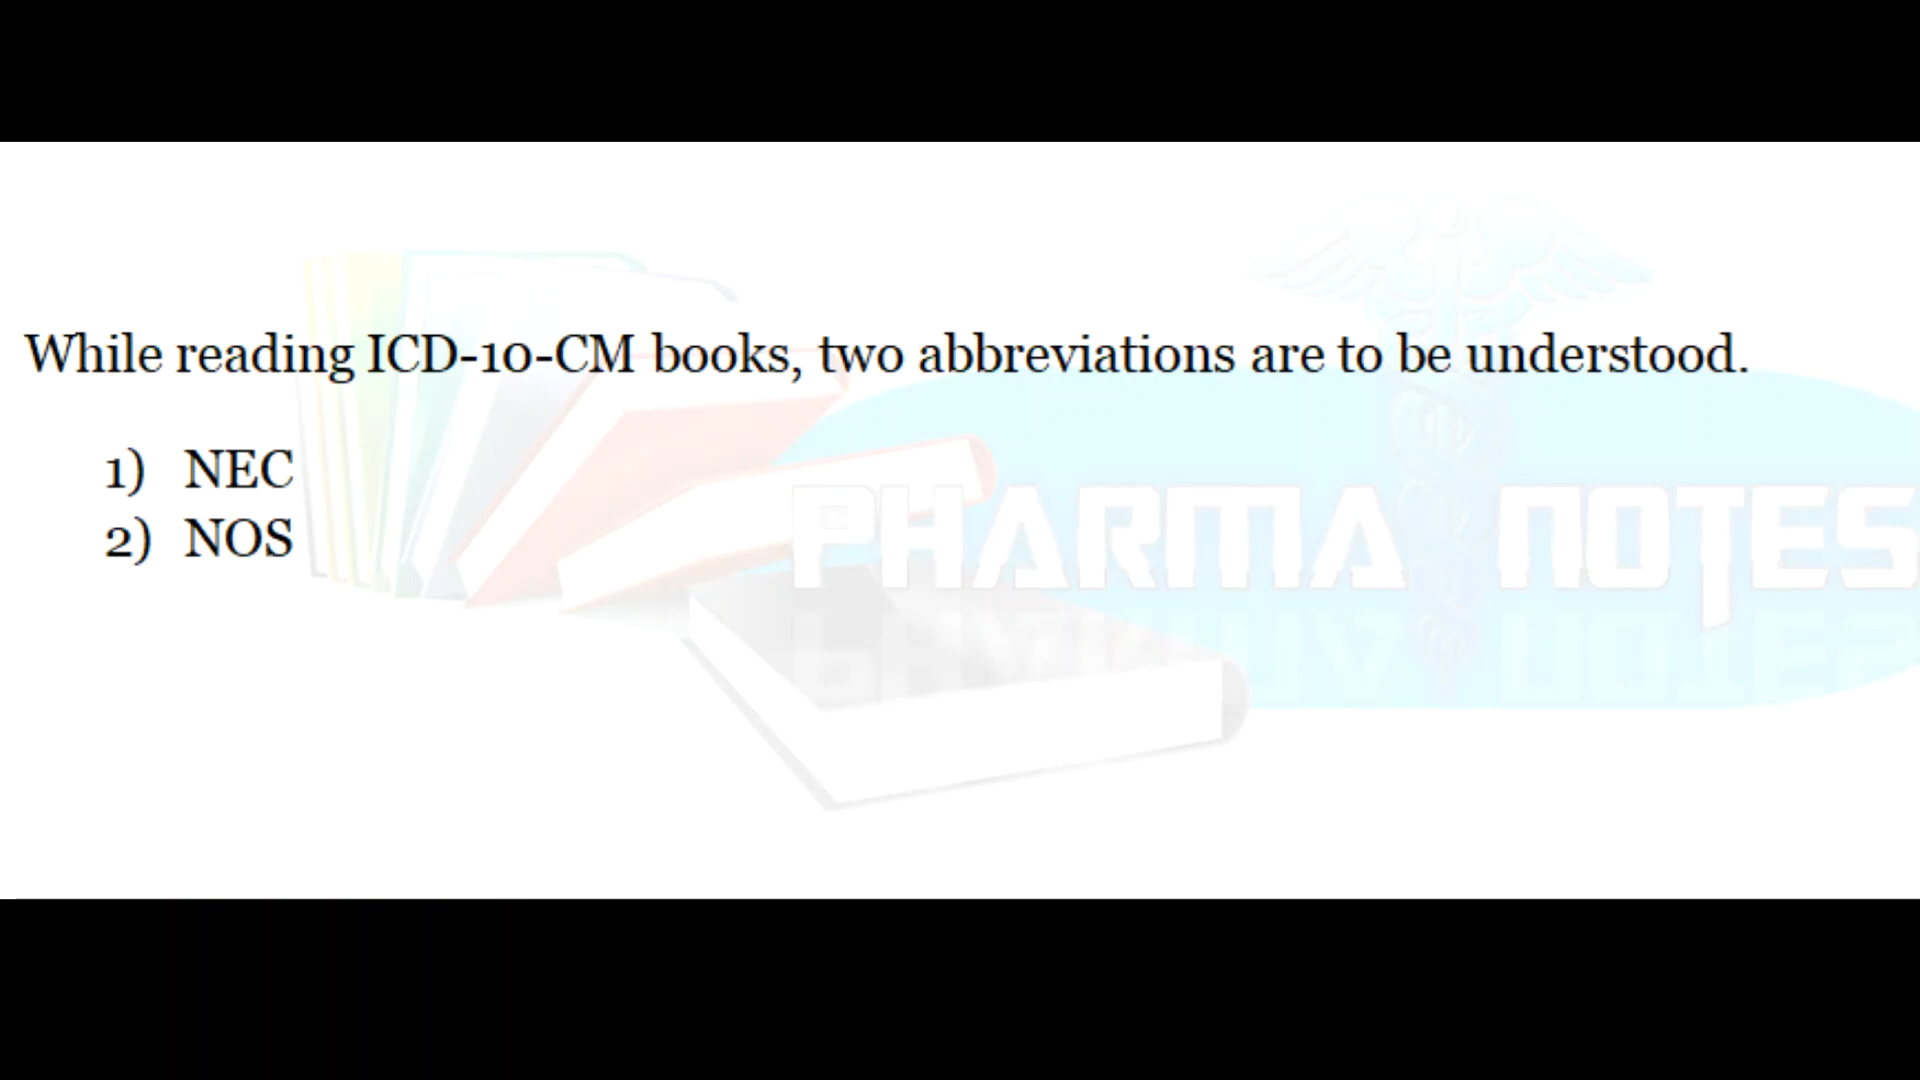 While reading ICD-10-CM books, two abbreviations are to be understood.
1) NEC
2) NOS
PHARMA NOTES